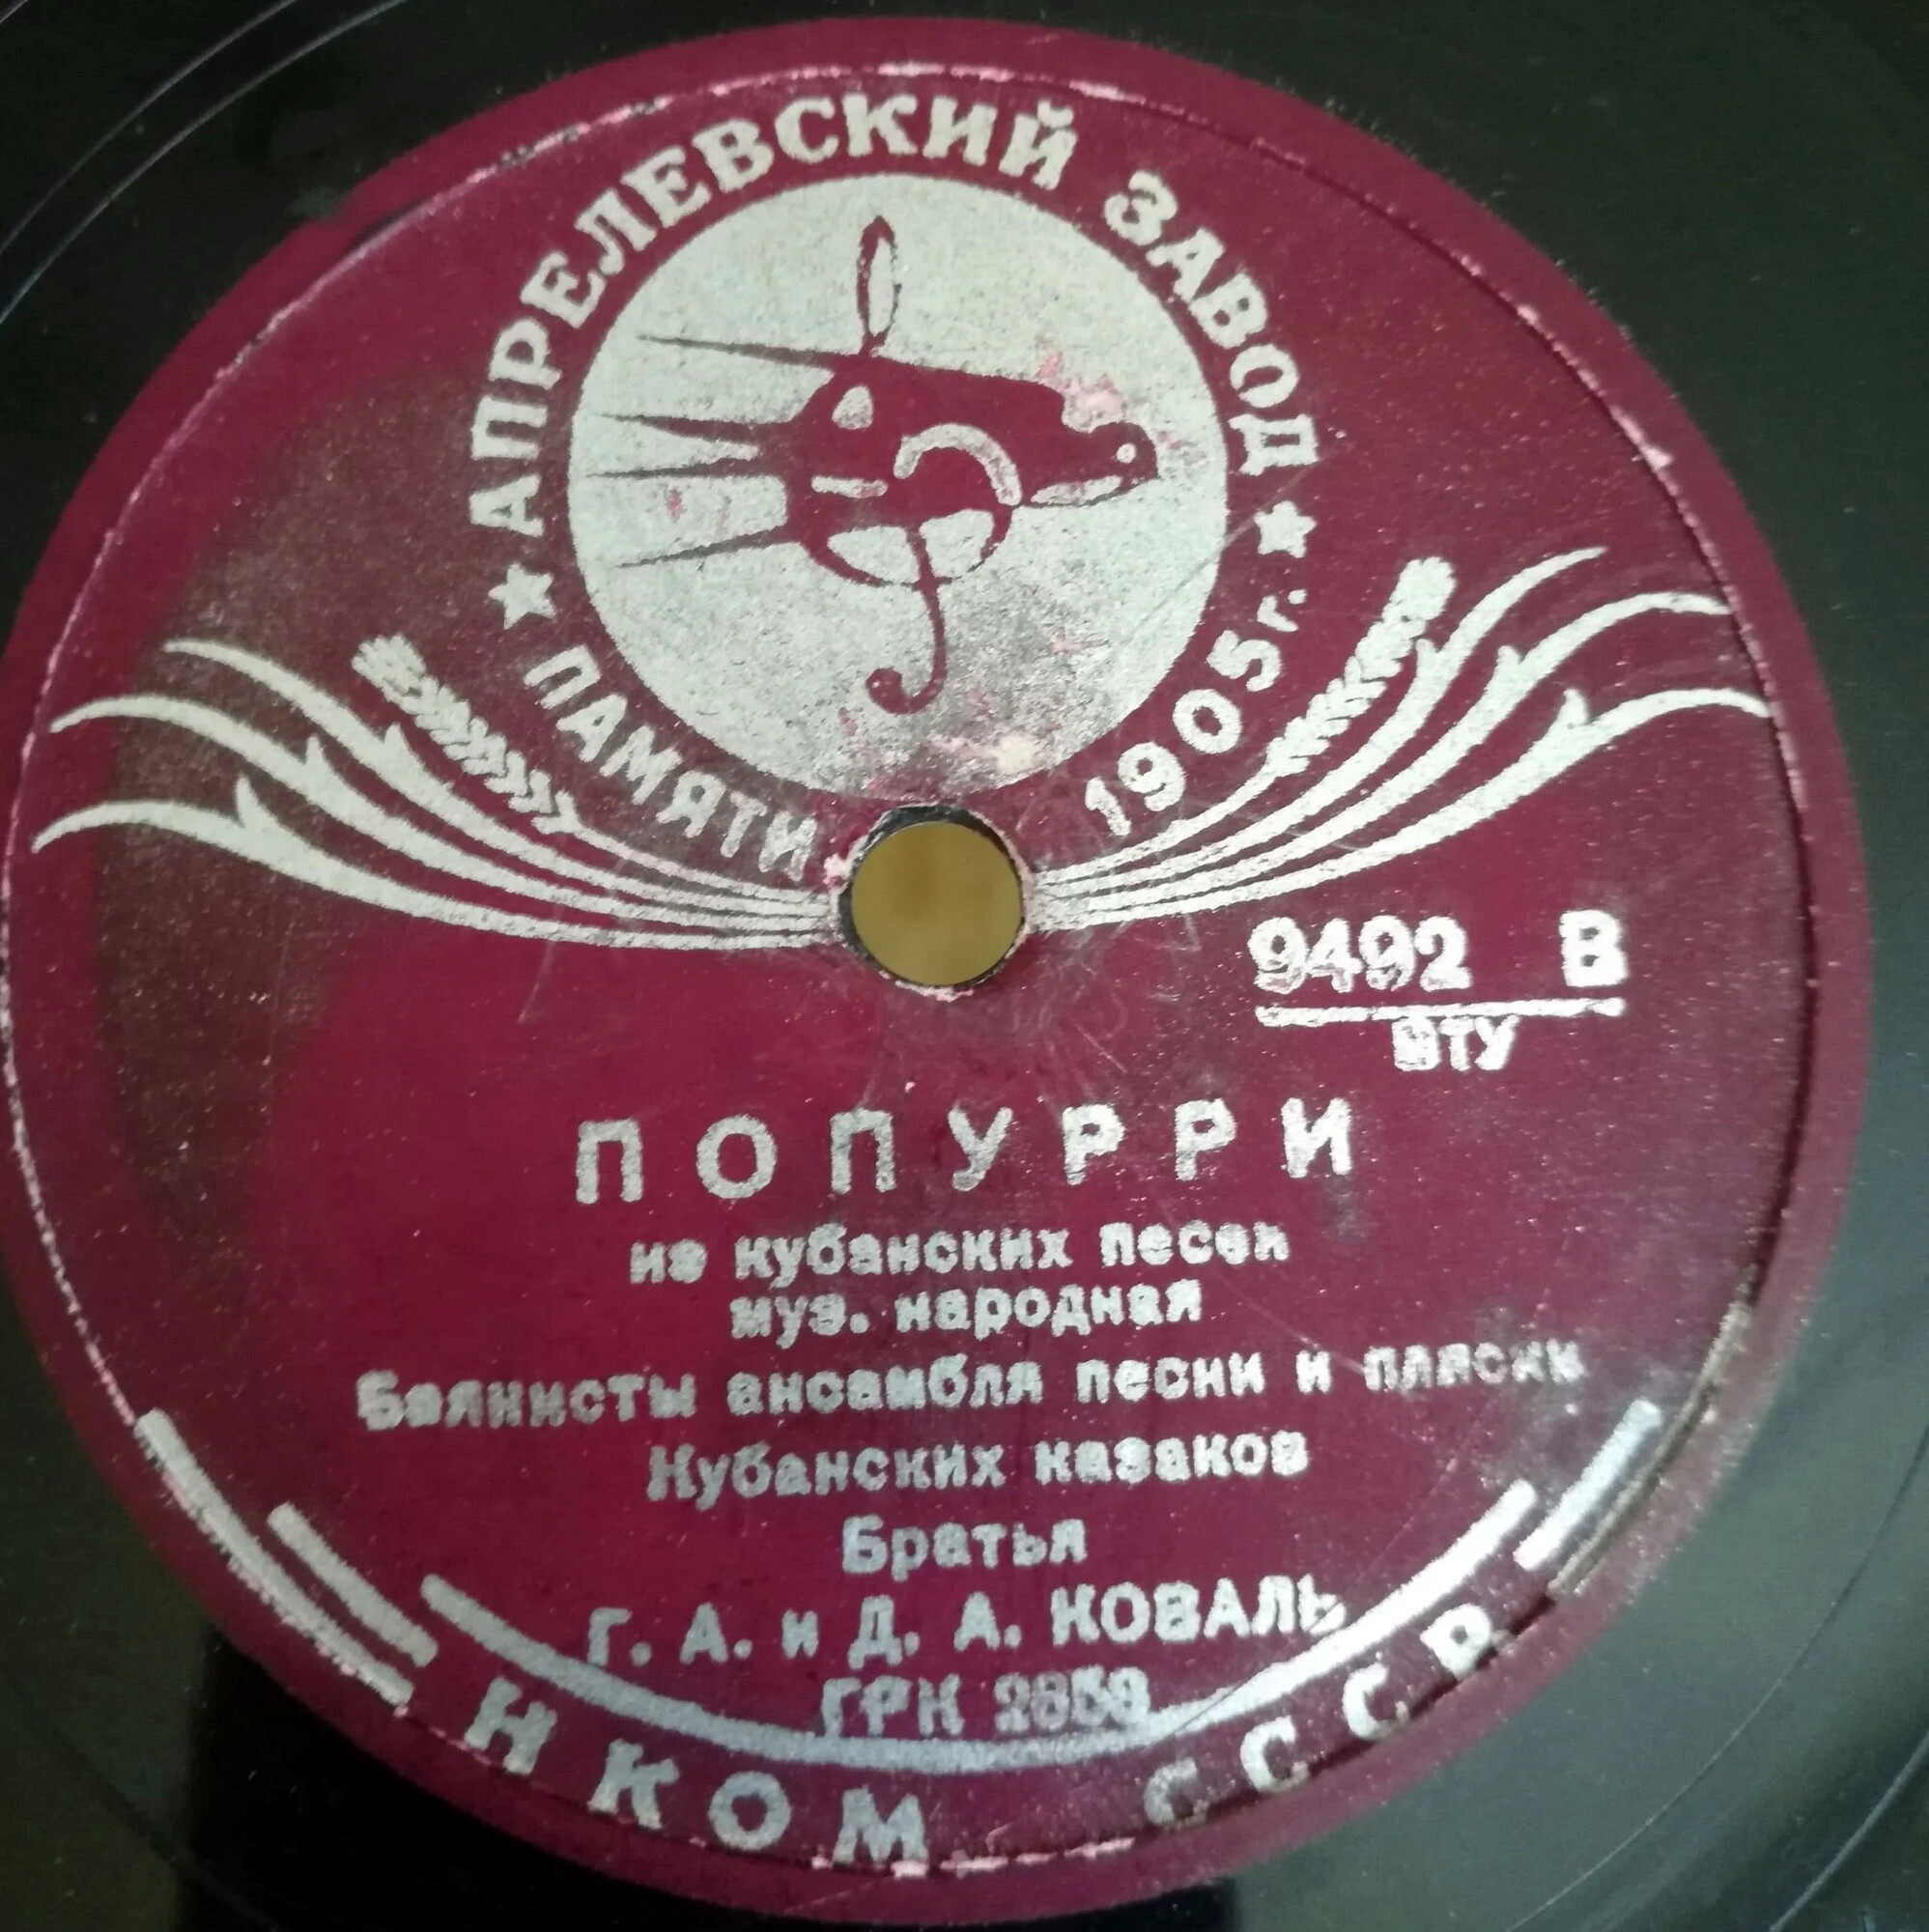 ★ АПРЕЛЕВСКИЙ ЗАВОД ★
ПАМЯТИ 1905 г.
9492 В
ВТУ
ПОПУРРИ
из кубанских песен
муз. народная
Баянисты ансамбля песни и пляски
Кубанских казаков
Братья
Г. А. и Д. А. КОВАЛЬ
ГРК
НКОМ СССР